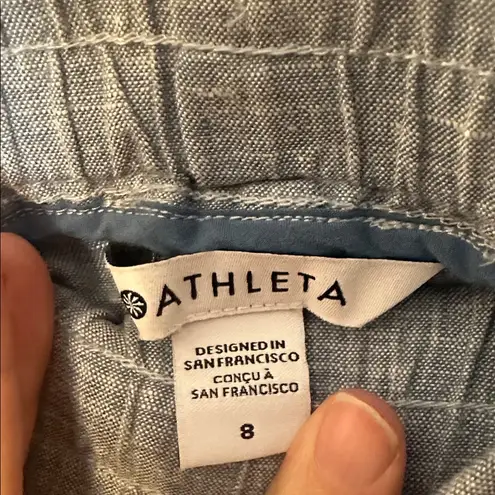 ATHLETA
DESIGNED IN
SAN FRANCISCO
CONÇU À
SAN FRANCISCO
8